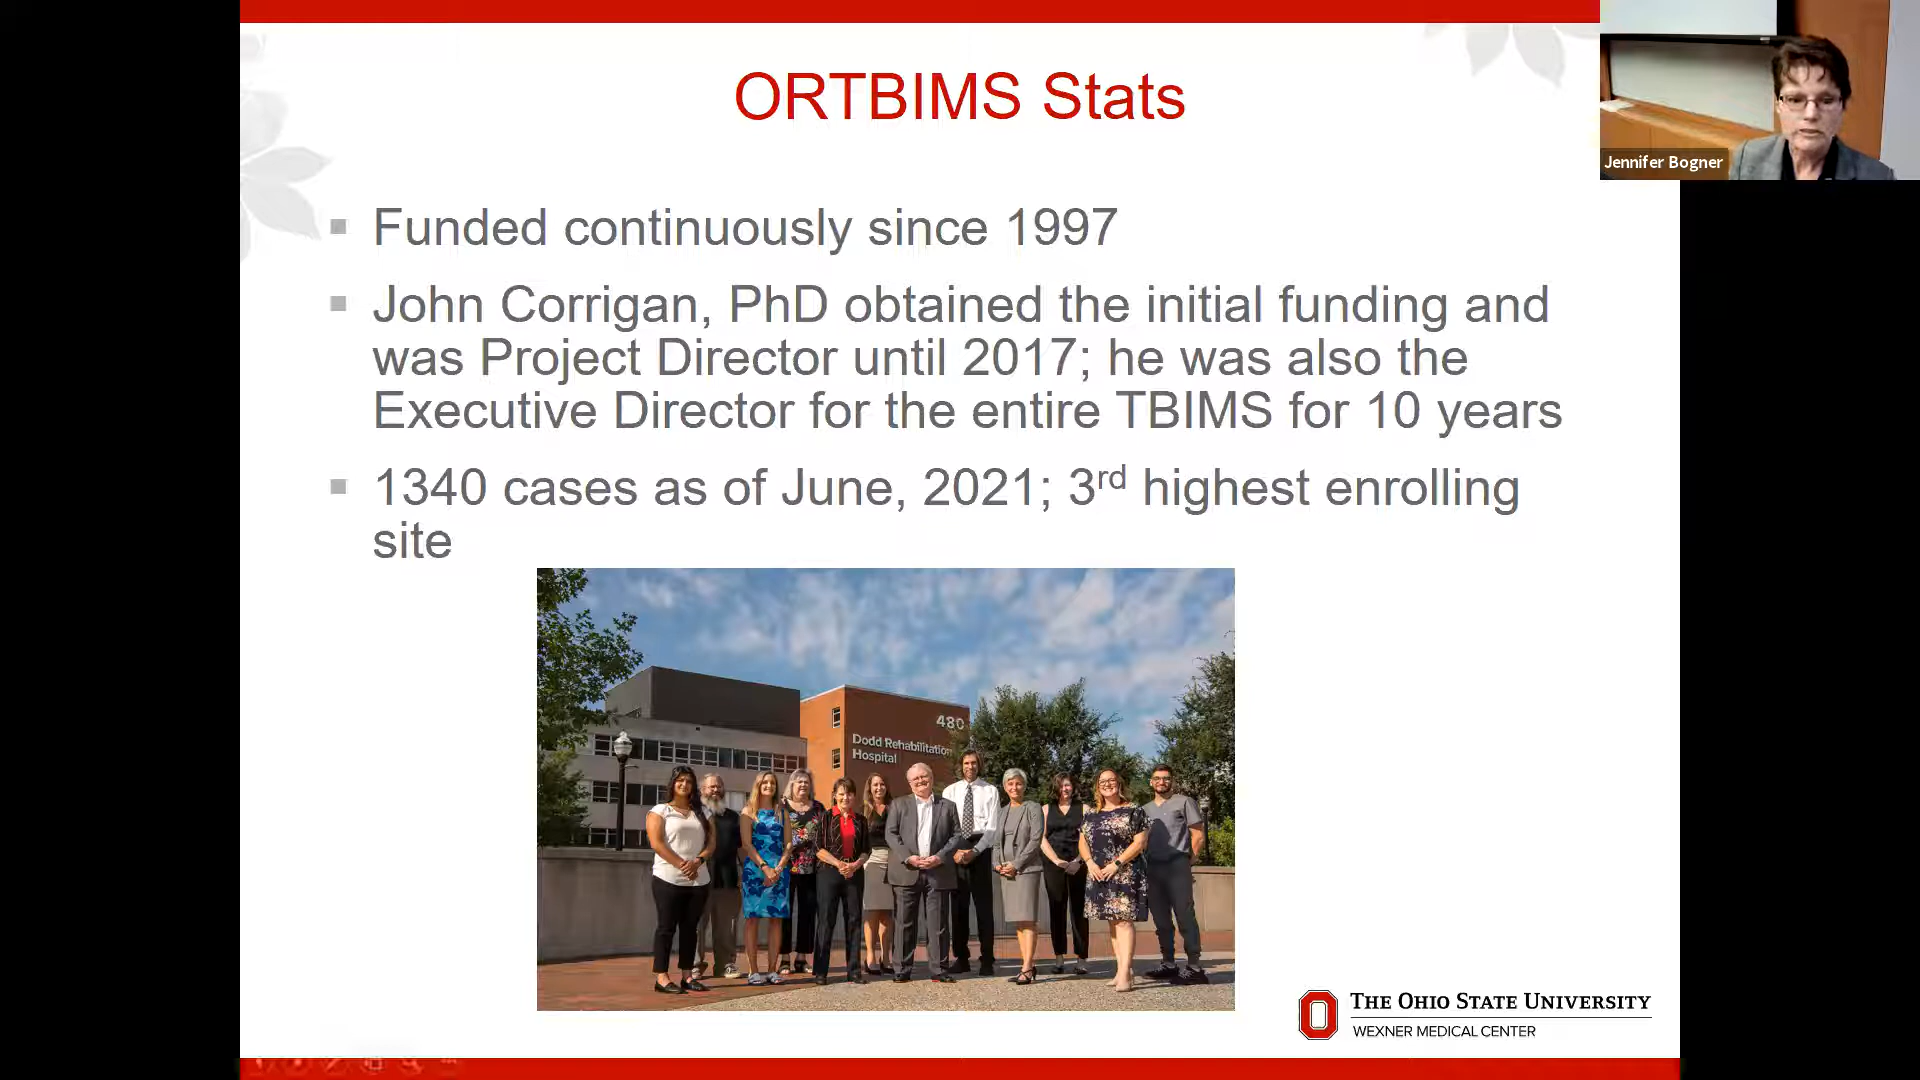 ORTBIMS Stats
Jennifer Bogner
Funded continuously since 1997
John Corrigan, PhD obtained the initial funding and
was Project Director until 2017; he was also the
Executive Director for the entire TBIMS for 10 years
1340 cases as of June, 2021; 3rd highest enrolling
site
480
Dodd Rehabilitation
Hospital
THE OHIO STATE UNIVERSITY
WEXNER MEDICAL CENTER